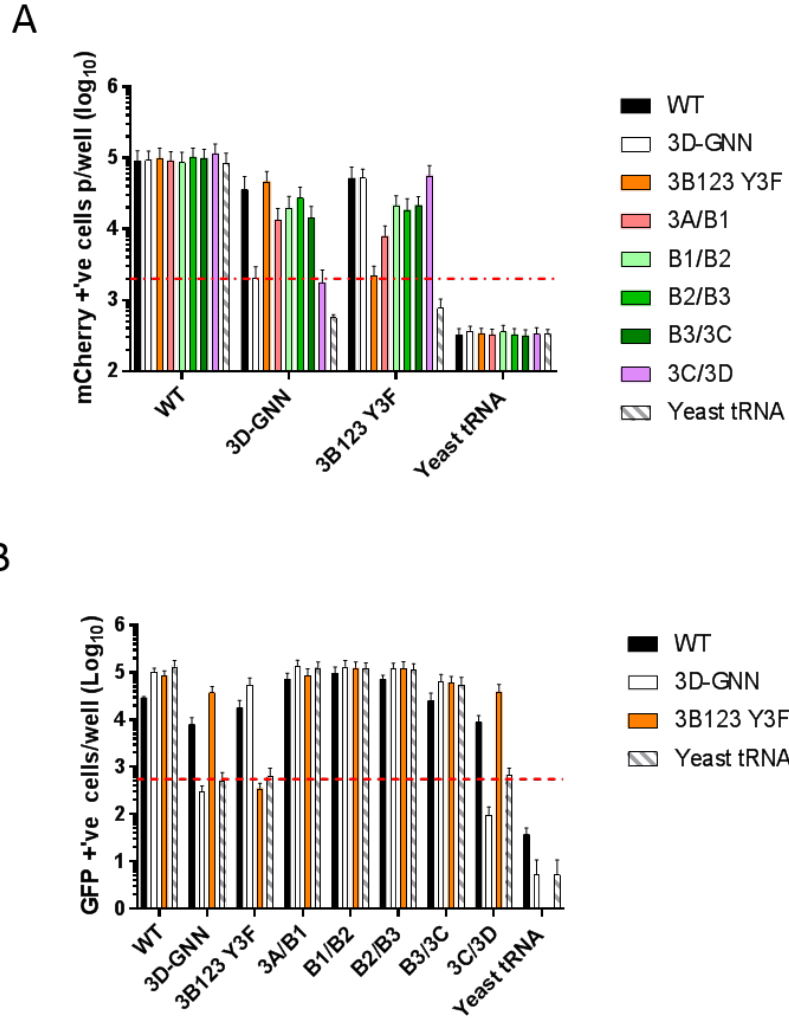 A
mCherry +'ve cells p/well (log10)
6
5
4
3
2
WT
3D-GNN
3B123 Y3F
Yeast tRNA
WT
3D-GNN
3B123 Y3F
3A/B1
B1/B2
B2/B3
B3/3C
3C/3D
Yeast tRNA
B
GFP +'ve cells/well (Log10)
6
5
4
3
2
1
0
WT
3D-GNN
3B123 Y3F
3A/B1
B1/B2
B2/B3
B3/3C
3C/3D
Yeast tRNA
WT
3D-GNN
3B123 Y3F
Yeast tRNA